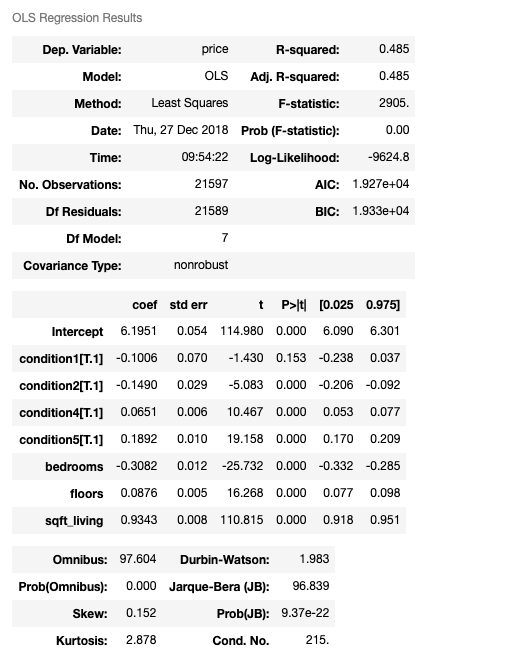 OLS Regression Results
Dep. Variable: price R-squared: 0.485
Model: OLS Adj. R-squared: 0.485
Method: Least Squares F-statistic: 2905.
Date: Thu, 27 Dec 2018 Prob (F-statistic): 0.00
Time: 09:54:22 Log-Likelihood: -9624.8
No. Observations: 21597 AIC: 1.927e+04
Df Residuals: 21589 BIC: 1.933e+04
Df Model: 7
Covariance Type: nonrobust
coef std err t P>|t| [0.025 0.975]
Intercept 6.1951 0.054 114.980 0.000 6.090 6.301
condition1[T.1] -0.1006 0.070 -1.430 0.153 -0.238 0.037
condition2[T.1] -0.1490 0.029 -5.083 0.000 -0.206 -0.092
condition4[T.1] 0.0651 0.006 10.467 0.000 0.053 0.077
condition5[T.1] 0.1892 0.010 19.158 0.000 0.170 0.209
bedrooms -0.3082 0.012 -25.732 0.000 -0.332 -0.285
floors 0.0876 0.005 16.268 0.000 0.077 0.098
sqft_living 0.9343 0.008 110.815 0.000 0.918 0.951
Omnibus: 97.604 Durbin-Watson: 1.983
Prob(Omnibus): 0.000 Jarque-Bera (JB): 96.839
Skew: 0.152 Prob(JB): 9.37e-22
Kurtosis: 2.878 Cond. No. 215.